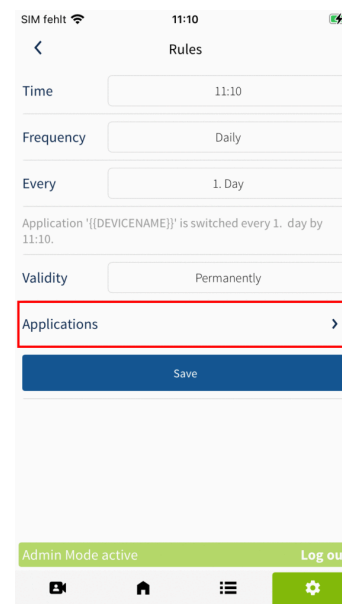 SIM fehlt 11:10
Rules
Time 11:10
Frequency Daily
Every 1. Day
Application '{{DEVICENAME}}' is switched every 1. day by
11:10.
Validity Permanently
Applications
Save
Admin Mode active Log ou